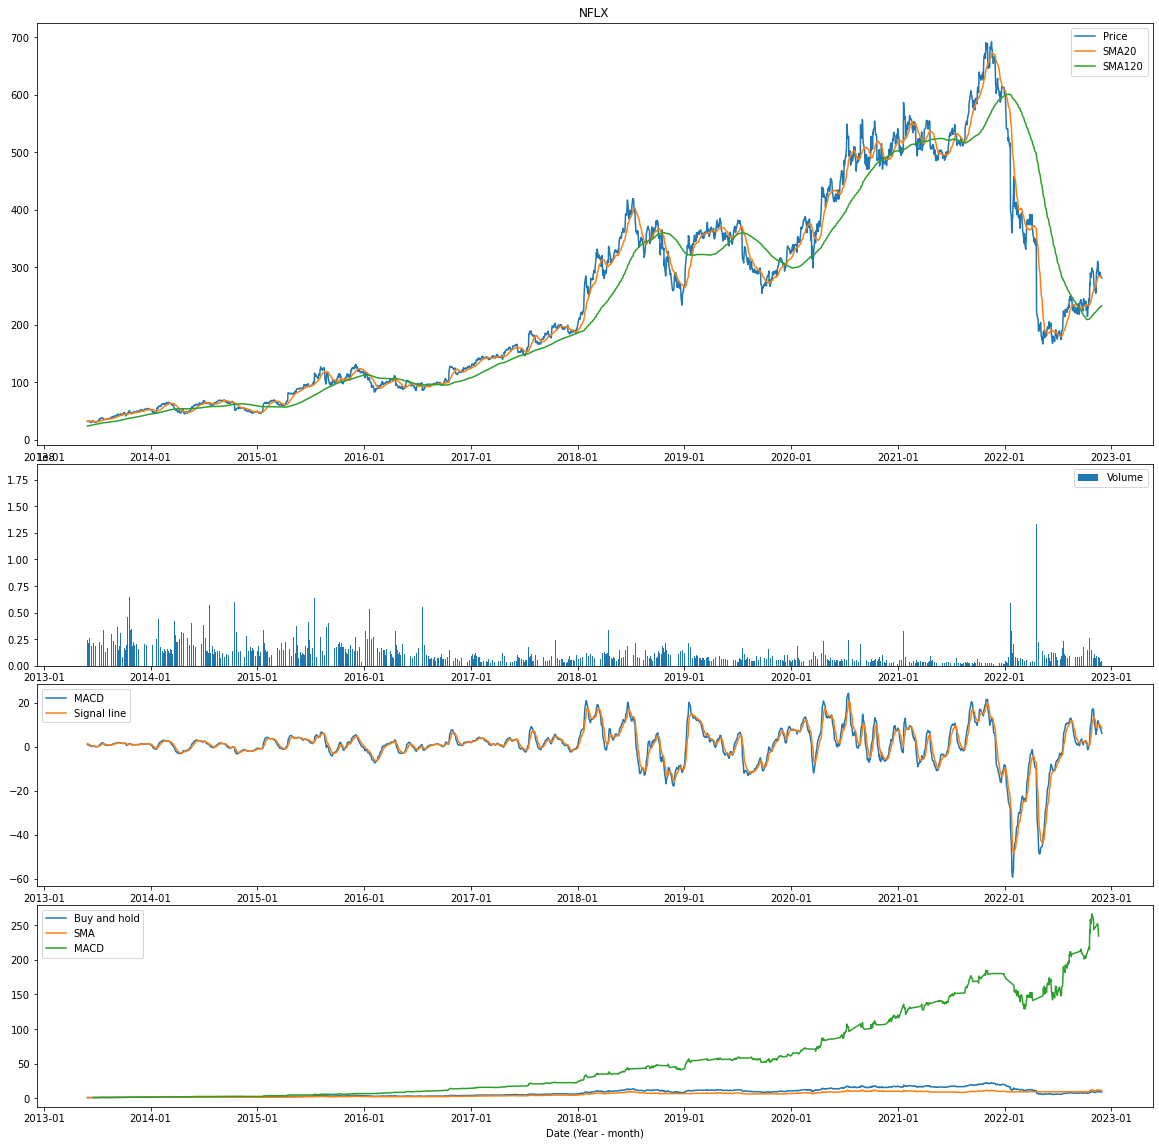 NFLX
700
600
500
400
300
200
100
0
Price
SMA20
SMA120
2013-01 2014-01 2015-01 2016-01 2017-01 2018-01 2019-01 2020-01 2021-01 2022-01 2023-01
1e8
1.75
1.50
1.25
1.00
0.75
0.50
0.25
0.00
Volume
2013-01 2014-01 2015-01 2016-01 2017-01 2018-01 2019-01 2020-01 2021-01 2022-01 2023-01
MACD
Signal line
20
0
−20
−40
−60
2013-01 2014-01 2015-01 2016-01 2017-01 2018-01 2019-01 2020-01 2021-01 2022-01 2023-01
Buy and hold
SMA
MACD
250
200
150
100
50
0
2013-01 2014-01 2015-01 2016-01 2017-01 2018-01 2019-01 2020-01 2021-01 2022-01 2023-01
Date (Year - month)